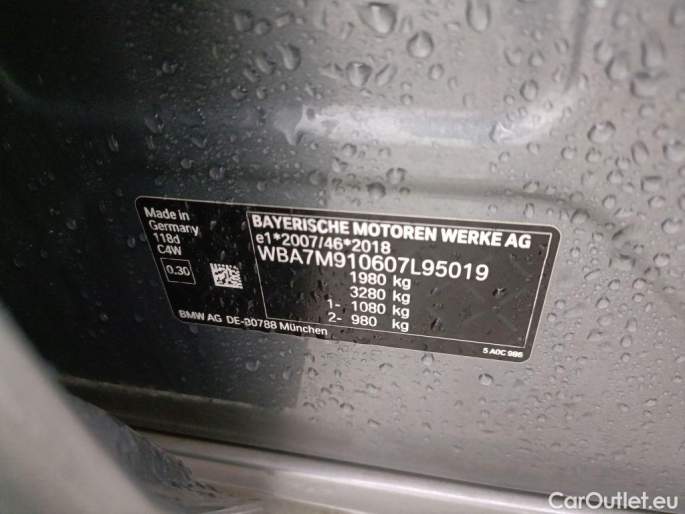 Made in
Germany
118d
C4W
0.30
BAYERISCHE MOTOREN WERKE AG
e1*2007/46*2018
WBA7M910607L95019
1980 kg
3280 kg
1- 1080 kg
2- 980 kg
BMW AG DE-80788 München
5 A0C 986
CarOutlet.eu